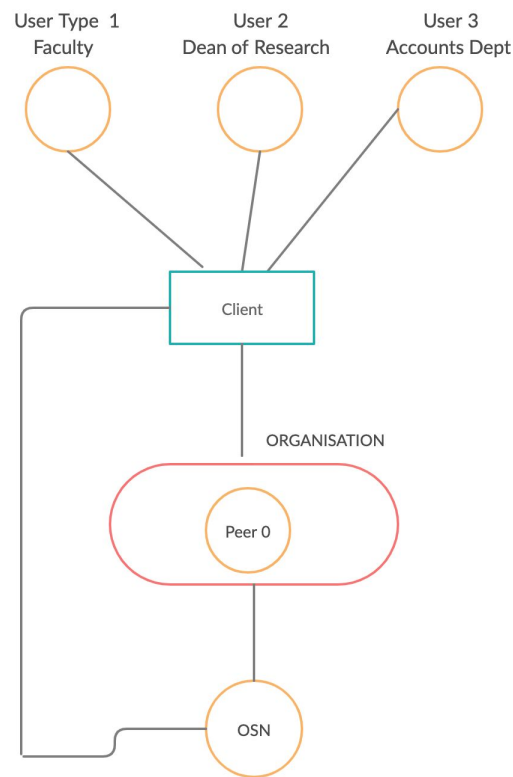 User Type 1
Faculty
User 2
Dean of Research
User 3
Accounts Dept
Client
ORGANISATION
Peer 0
OSN